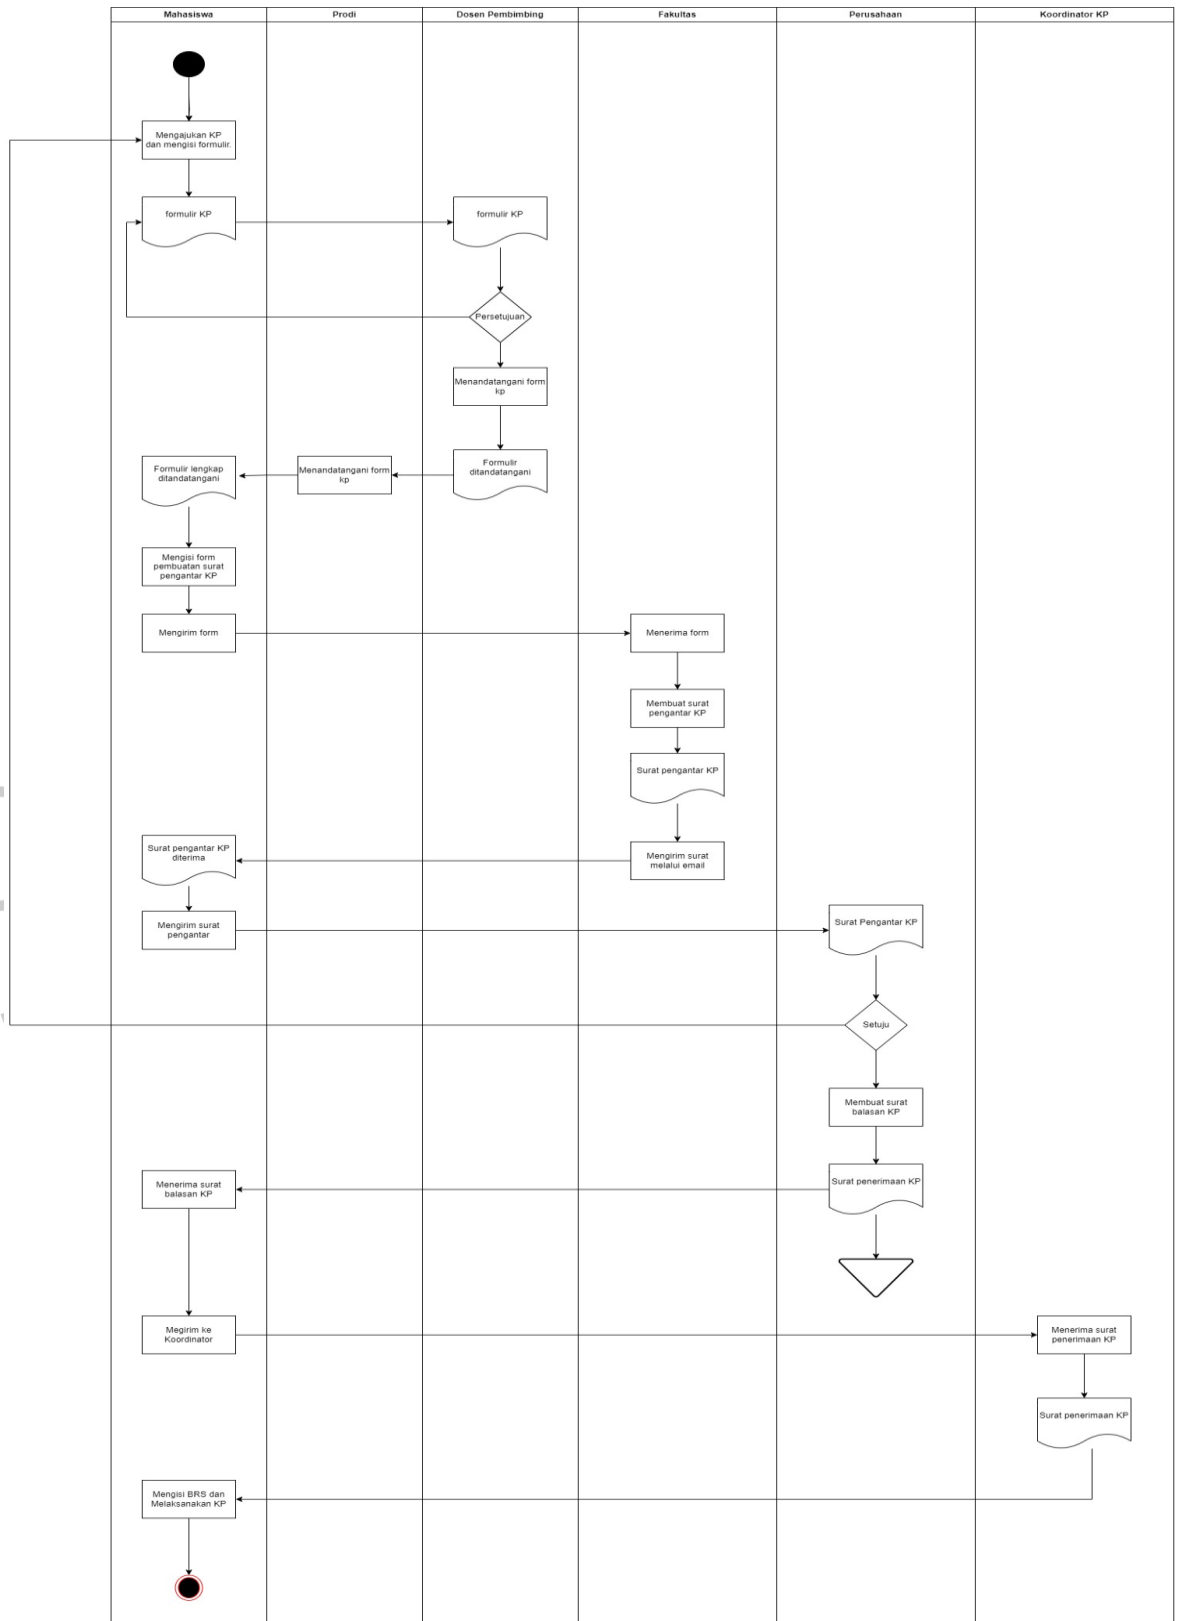 Mahasiswa
Prodi
Dosen Pembimbing
Fakultas
Perusahaan
Koordinator KP
Mengajukan KP
dan mengisi formulir.
formulir KP
formulir KP
Persetujuan
Menandatangani form
kp
Formulir lengkap
ditandatangani
Menandatangani form
kp
Formulir
ditandatangani
Mengisi form
pembuatan surat
pengantar KP
Mengirim form
Menerima form
Membuat surat
pengantar KP
Surat pengantar KP
Surat pengantar KP
diterima
Mengirim surat
melalui email
Mengirim surat
pengantar
Surat Pengantar KP
Setuju
Membuat surat
balasan KP
Menerima surat
balasan KP
Surat penerimaan KP
Megirim ke
Koordinator
Menerima surat
penerimaan KP
Surat penerimaan KP
Mengisi BRS dan
Melaksanakan KP